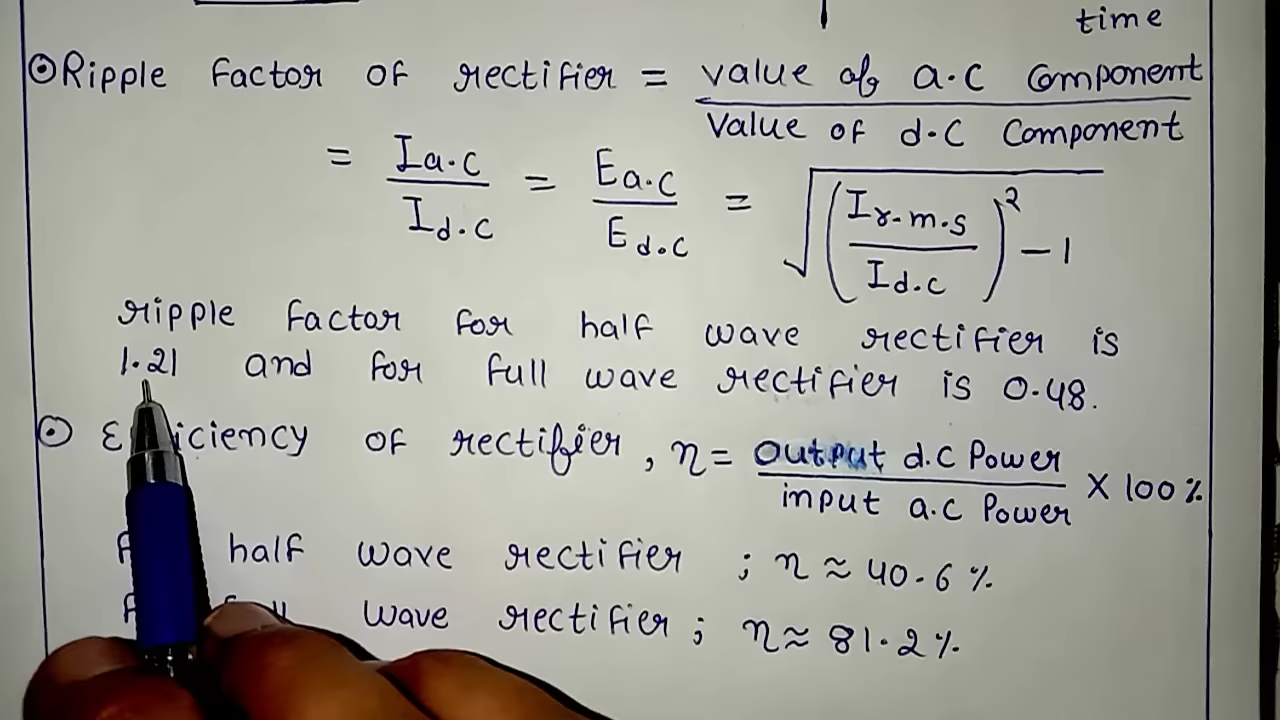 time
Ripple factor of rectifier = value of a.c component / value of d.c component
= Ia.c / Id.c = Ea.c / Ed.c = √((Ir.m.s / Id.c)² - 1)
ripple factor for half wave rectifier is
1.21 and for full wave rectifier is 0.48.
Efficiency of rectifier, η = output d.c Power / input a.c Power × 100%
half wave rectifier ; η ≈ 40.6 %
full wave rectifier ; η ≈ 81.2 %.